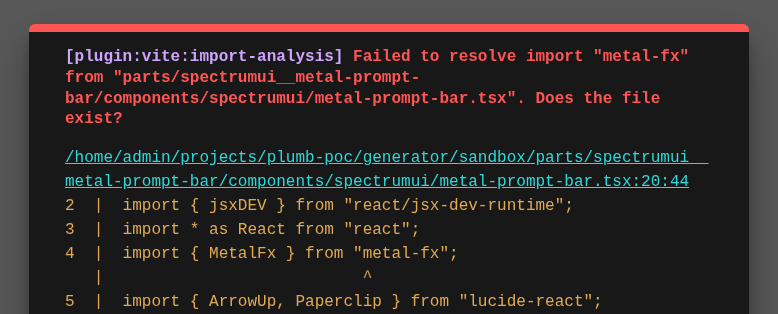 [plugin:vite:import-analysis] Failed to resolve import "metal-fx"
from "parts/spectrumui__metal-prompt-
bar/components/spectrumui/metal-prompt-bar.tsx". Does the file
exist?
/home/admin/projects/plumb-poc/generator/sandbox/parts/spectrumui__
metal-prompt-bar/components/spectrumui/metal-prompt-bar.tsx:20:44
2  |  import { jsxDEV } from "react/jsx-dev-runtime";
3  |  import * as React from "react";
4  |  import { MetalFx } from "metal-fx";
   |                           ^
5  |  import { ArrowUp, Paperclip } from "lucide-react";